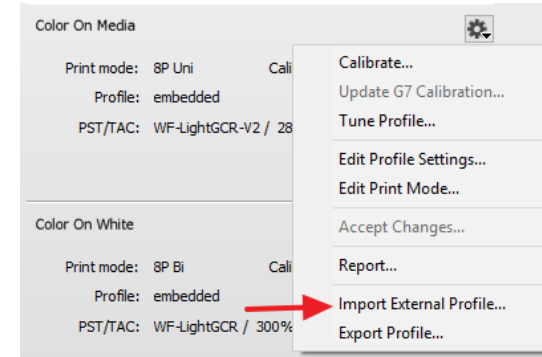 Color On Media
Print mode: 8P Uni Cali
Profile: embedded
PST/TAC: WF-LightGCR-V2 / 28
Color On White
Print mode: 8P Bi Cali
Profile: embedded
PST/TAC: WF-LightGCR / 300%
Calibrate...
Update G7 Calibration...
Tune Profile...
Edit Profile Settings...
Edit Print Mode...
Accept Changes...
Report...
Import External Profile...
Export Profile...